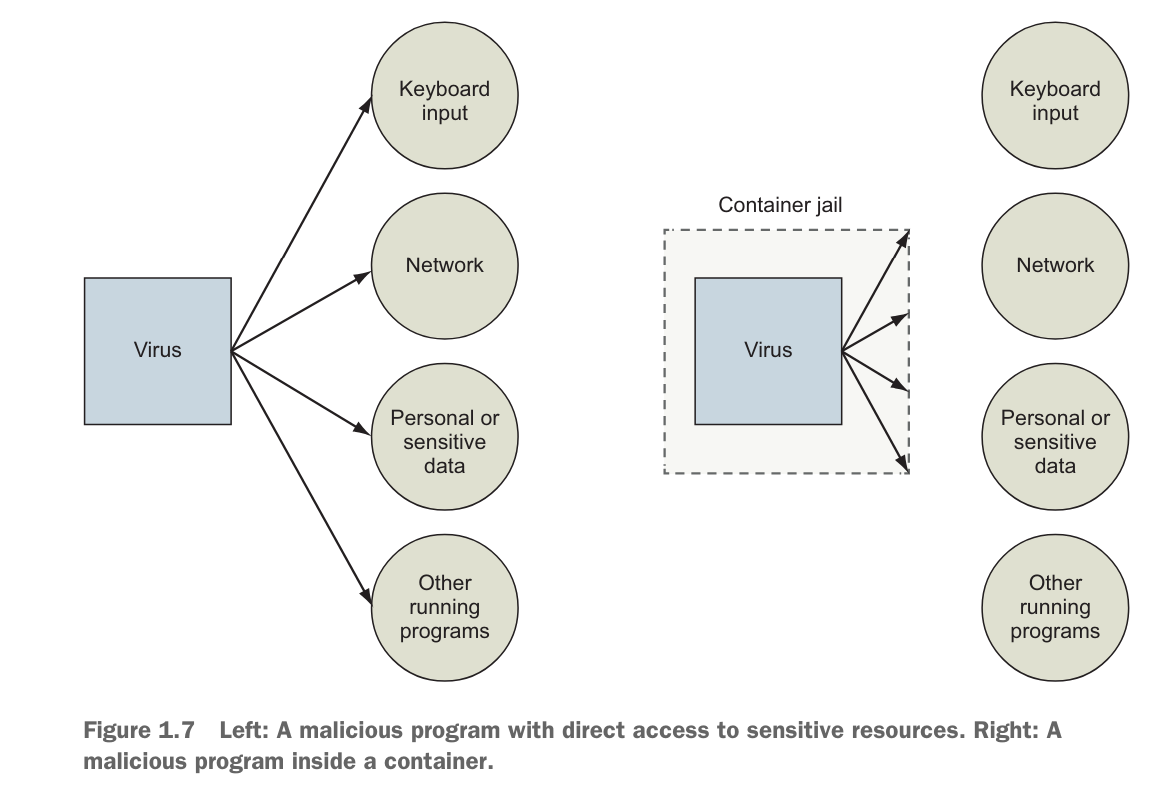 Keyboard
input
Network
Virus
Personal or
sensitive
data
Other
running
programs
Container jail
Virus
Keyboard
input
Network
Personal or
sensitive
data
Other
running
programs
Figure 1.7 Left: A malicious program with direct access to sensitive resources. Right: A
malicious program inside a container.